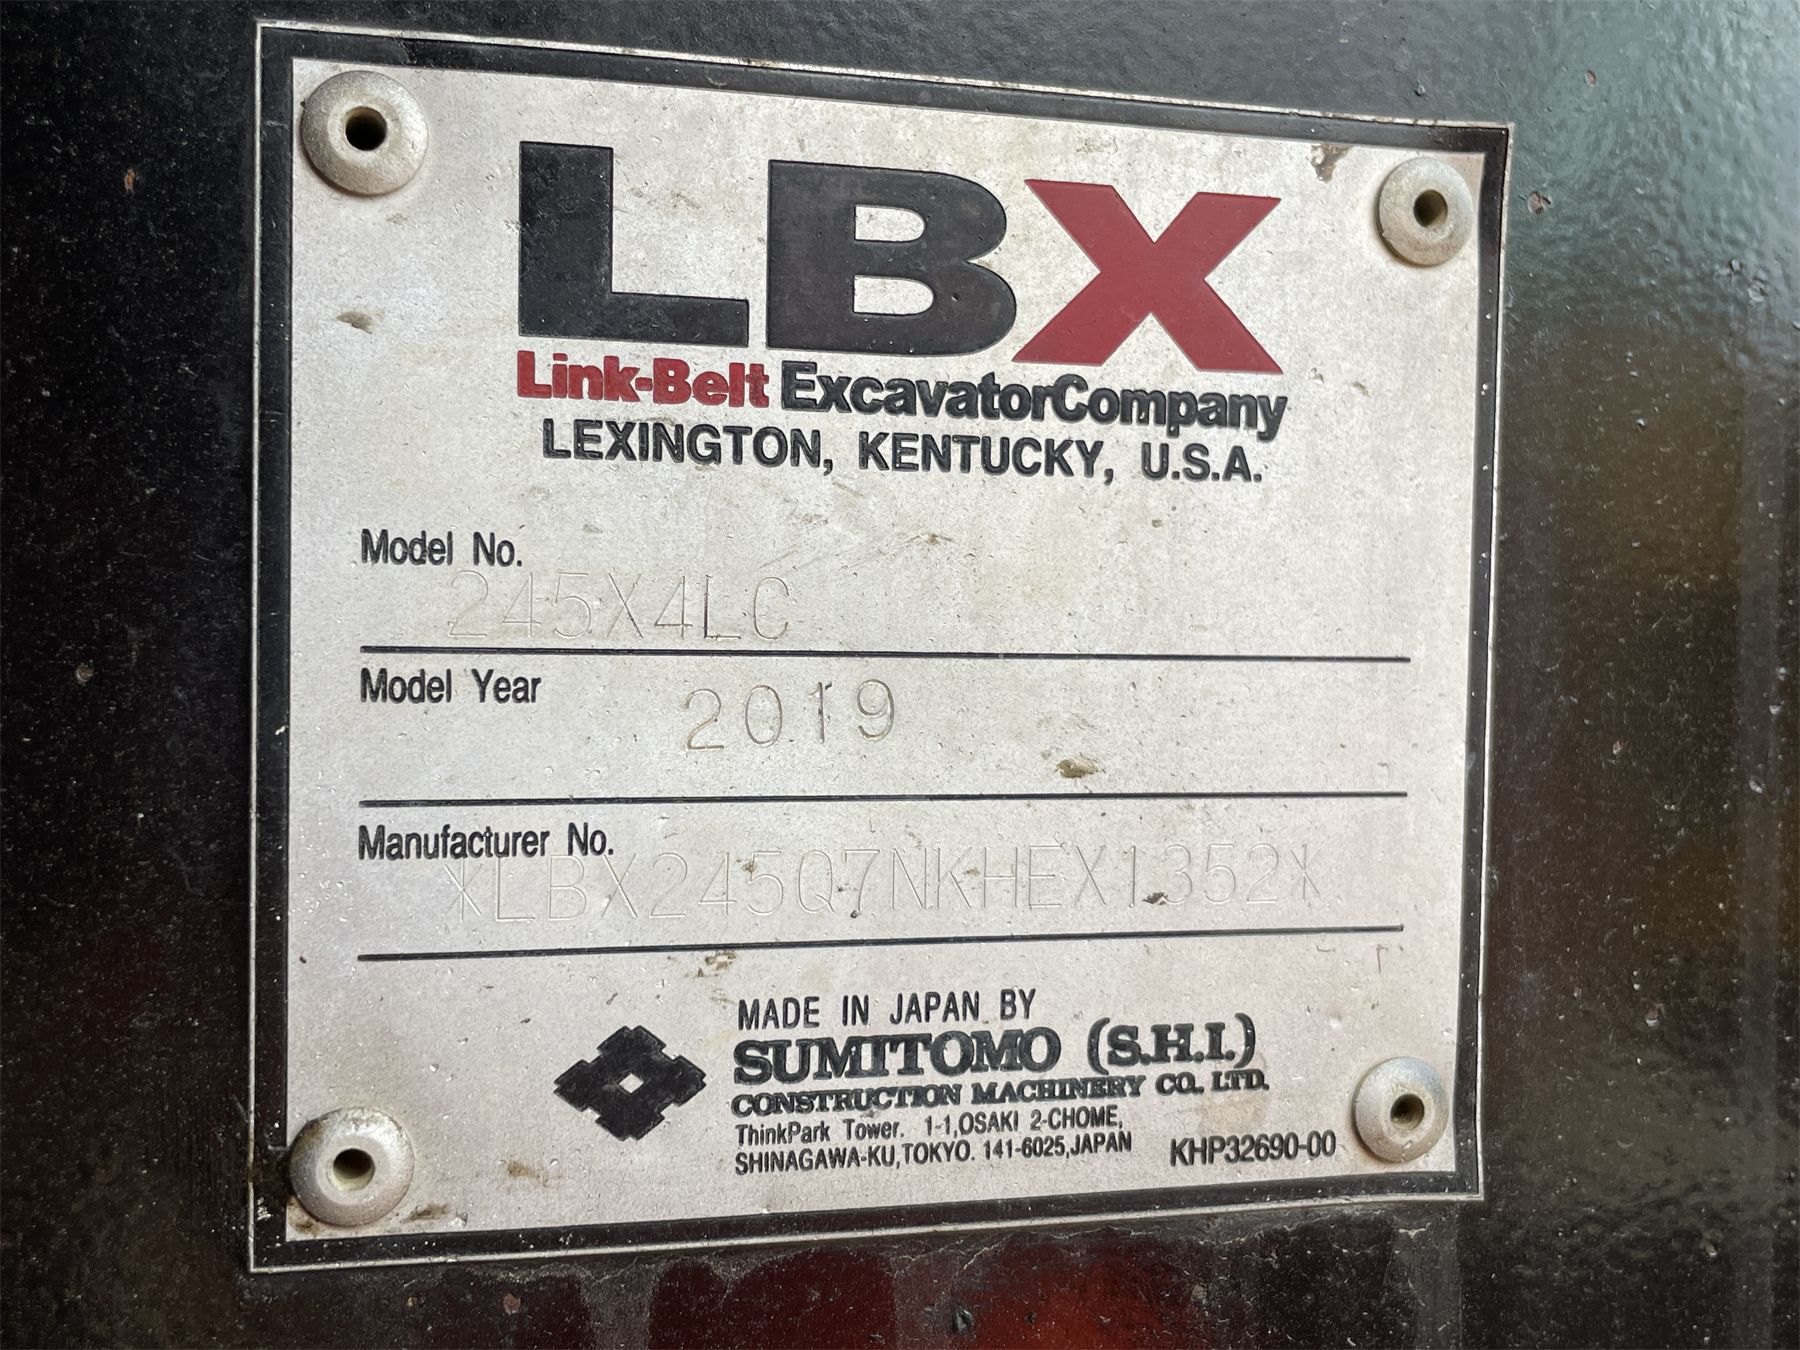 LBX
Link-Belt ExcavatorCompany
LEXINGTON, KENTUCKY, U.S.A.
Model No.
245X4LC
Model Year 2019
Manufacturer No.
*LBX245Q7NKHEX1352*
MADE IN JAPAN BY
SUMITOMO (S.H.I.)
CONSTRUCTION MACHINERY CO. LTD.
ThinkPark Tower. 1-1,OSAKI 2-CHOME,
SHINAGAWA-KU,TOKYO. 141-6025,JAPAN KHP32690-00